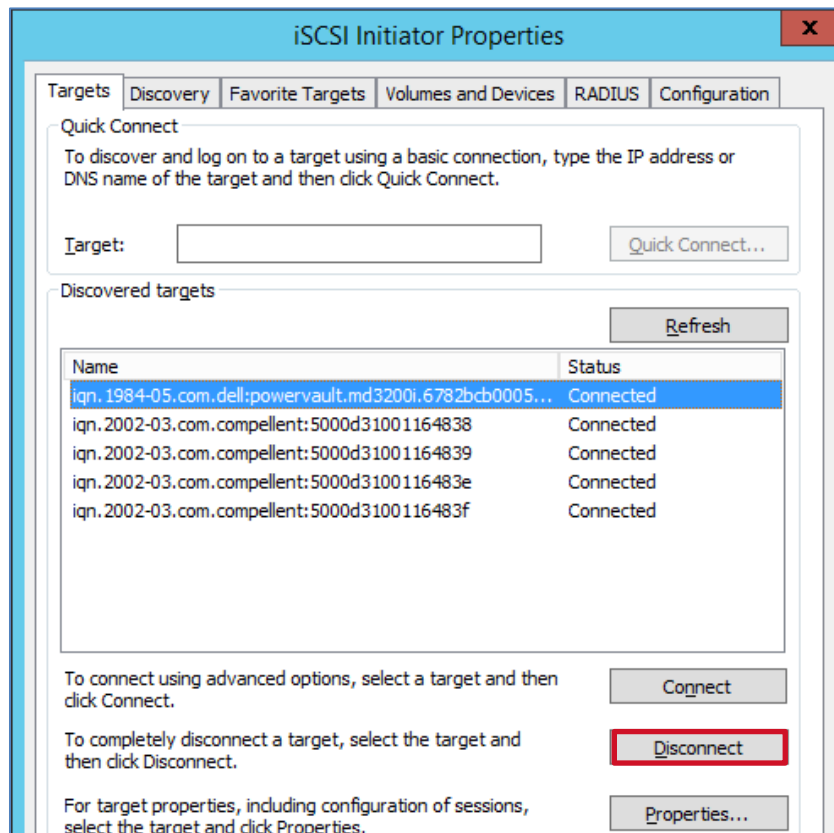 iSCSI Initiator Properties
x
Targets Discovery Favorite Targets Volumes and Devices RADIUS Configuration
Quick Connect
To discover and log on to a target using a basic connection, type the IP address or
DNS name of the target and then click Quick Connect.
Target: Quick Connect...
Discovered targets
Refresh
Name Status
iqn.1984-05.com.dell:powervault.md3200i.6782bcb0005... Connected
iqn.2002-03.com.compellent:5000d31001164838 Connected
iqn.2002-03.com.compellent:5000d31001164839 Connected
iqn.2002-03.com.compellent:5000d3100116483e Connected
iqn.2002-03.com.compellent:5000d3100116483f Connected
To connect using advanced options, select a target and then
click Connect.
Connect
To completely disconnect a target, select the target and
then click Disconnect.
Disconnect
For target properties, including configuration of sessions,
select the target and click Properties.
Properties...